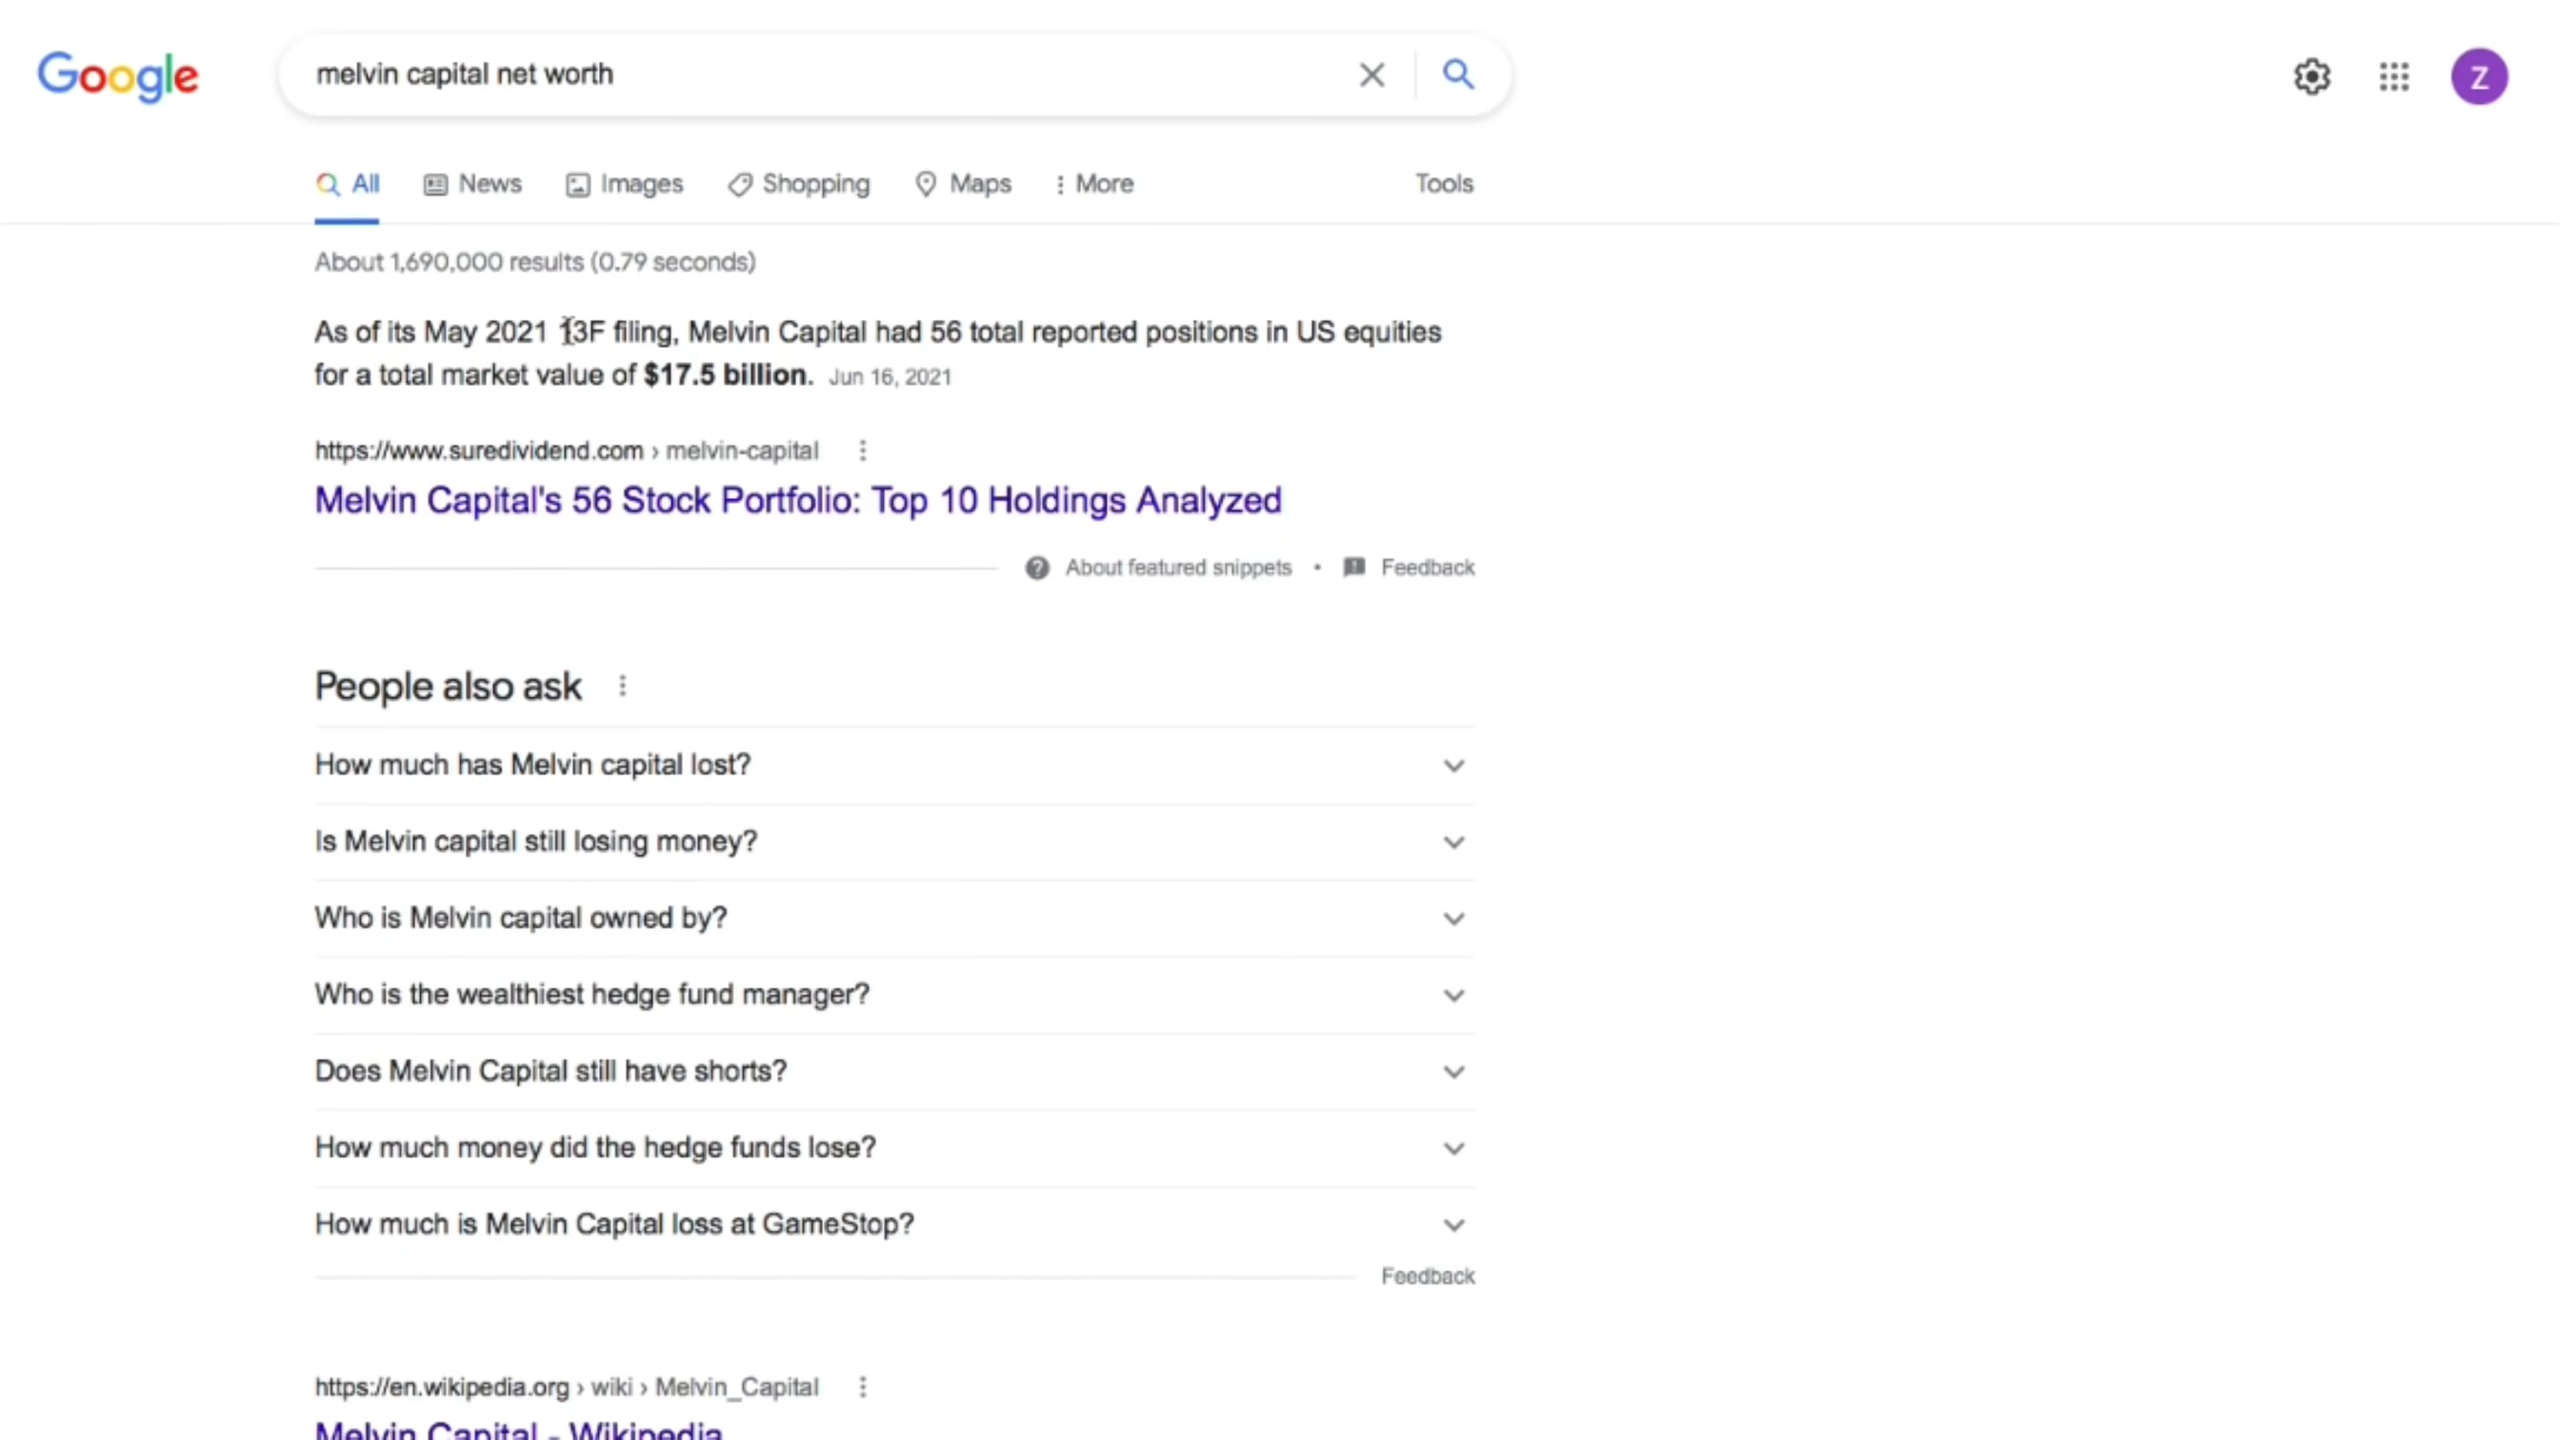 Google
melvin capital net worth
Z
All
News
Images
Shopping
Maps
More
Tools
About 1,690,000 results (0.79 seconds)
As of its May 2021 13F filing, Melvin Capital had 56 total reported positions in US equities
for a total market value of $17.5 billion. Jun 16, 2021
https://www.suredividend.com › melvin-capital
Melvin Capital's 56 Stock Portfolio: Top 10 Holdings Analyzed
About featured snippets • Feedback
People also ask
How much has Melvin capital lost?
Is Melvin capital still losing money?
Who is Melvin capital owned by?
Who is the wealthiest hedge fund manager?
Does Melvin Capital still have shorts?
How much money did the hedge funds lose?
How much is Melvin Capital loss at GameStop?
Feedback
https://en.wikipedia.org › wiki › Melvin_Capital
Melvin Capital - Wikipedia